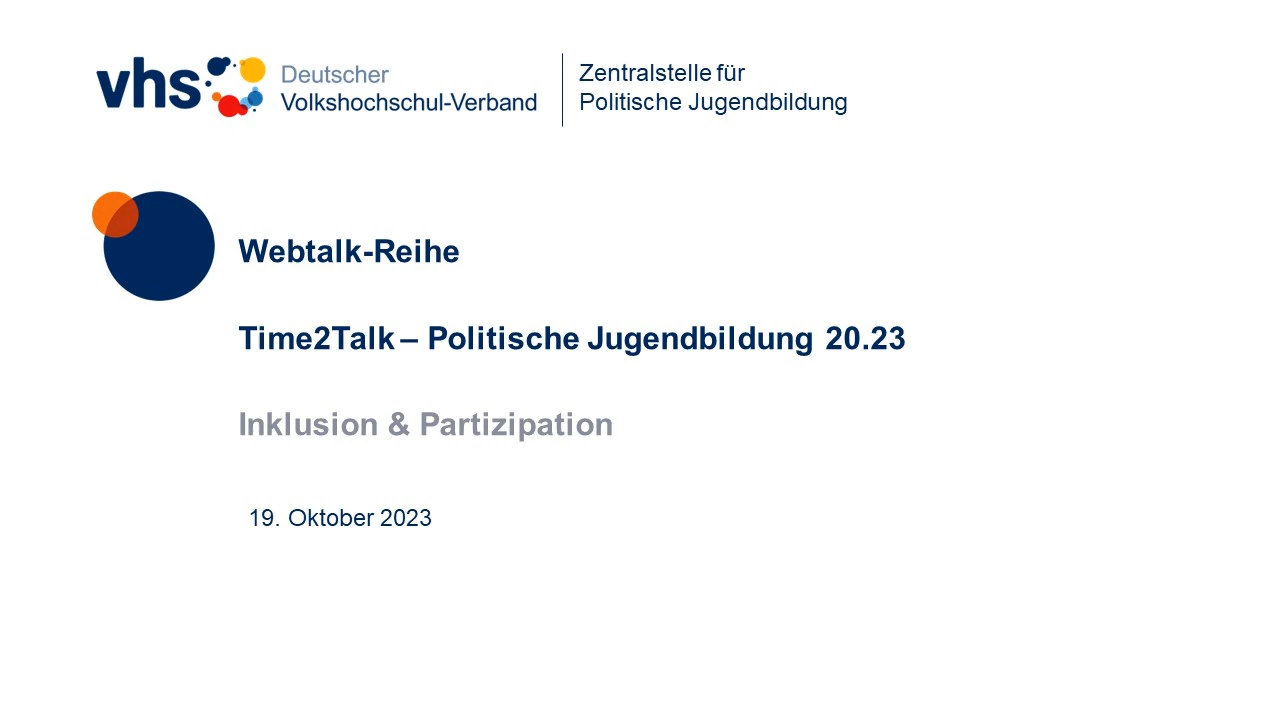 vhs
Deutscher
Volkshochschul-Verband
Zentralstelle für
Politische Jugendbildung
Webtalk-Reihe
Time2Talk – Politische Jugendbildung 20.23
Inklusion & Partizipation
19. Oktober 2023